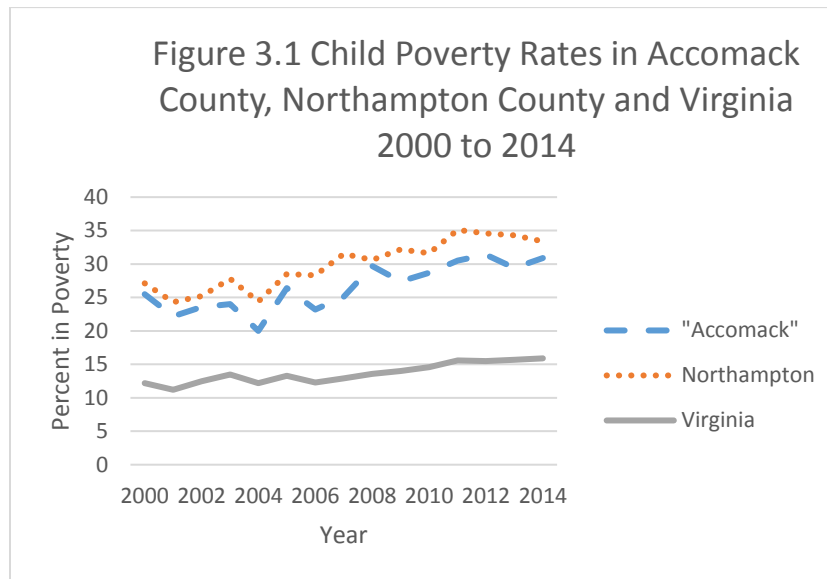 Figure 3.1 Child Poverty Rates in Accomack
County, Northampton County and Virginia
2000 to 2014
Percent in Poverty
40
35
30
25
20
15
10
5
0
2000 2002 2004 2006 2008 2010 2012 2014
Year
"Accomack"
Northampton
Virginia